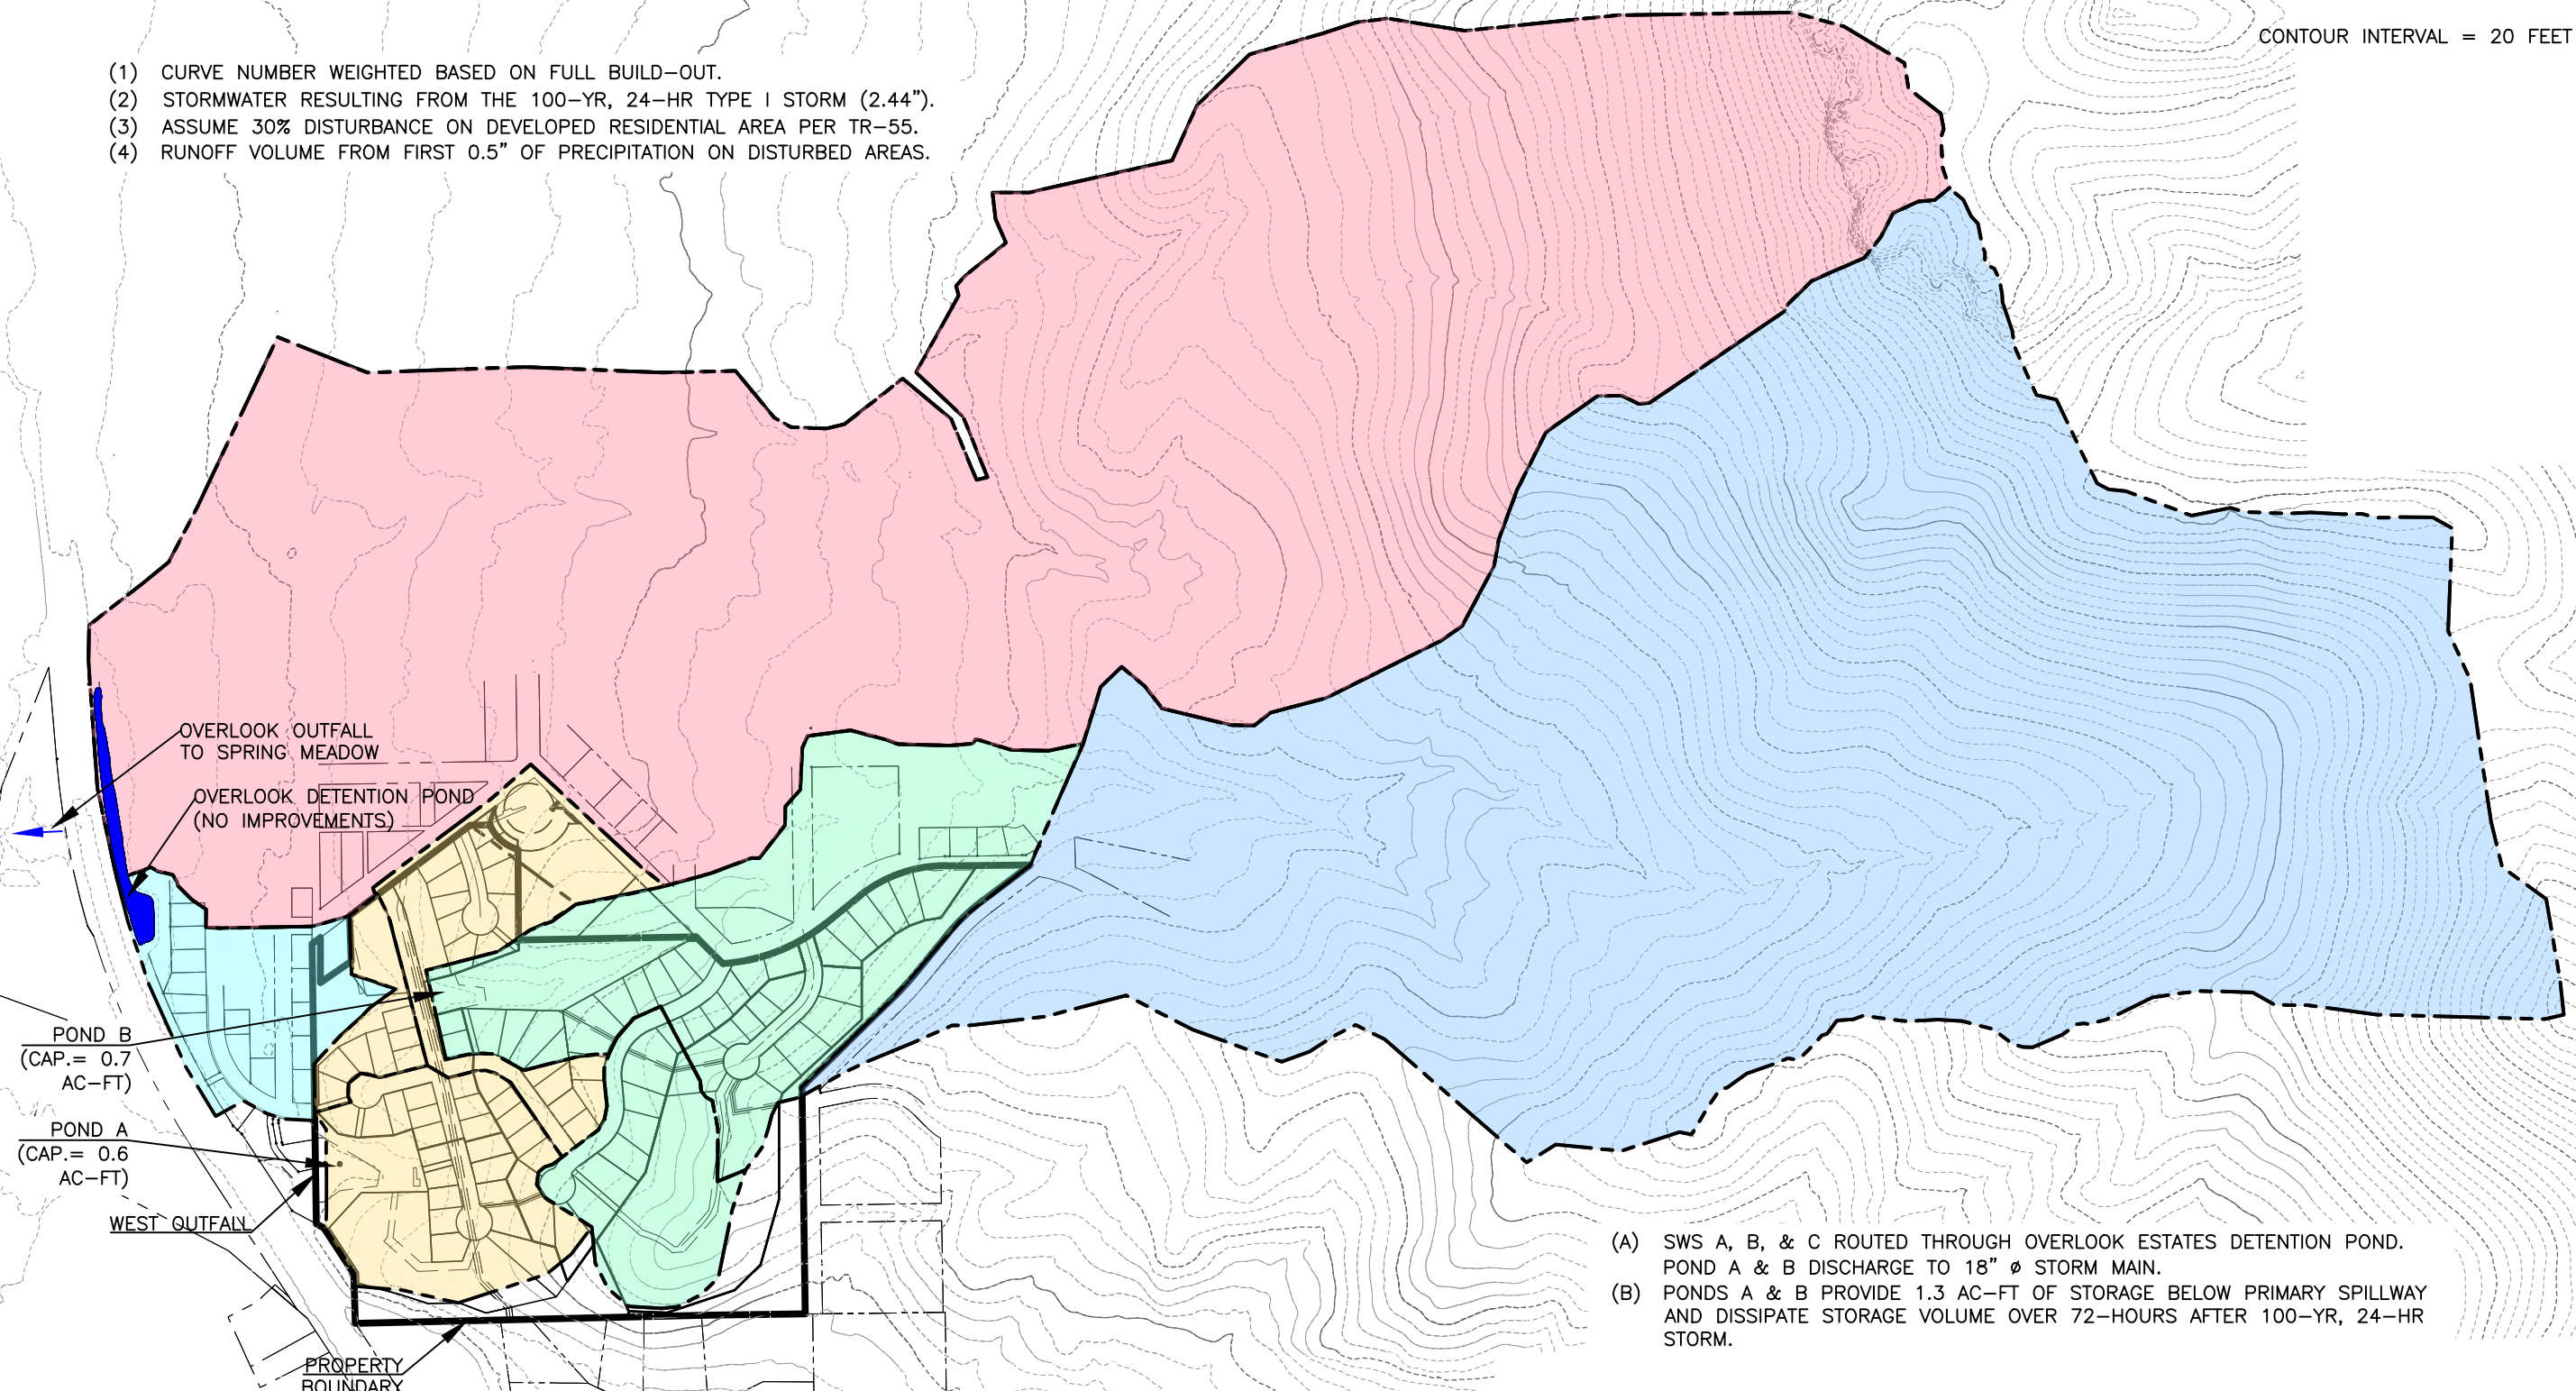 CONTOUR INTERVAL = 20 FEET
(1) CURVE NUMBER WEIGHTED BASED ON FULL BUILD-OUT.
(2) STORMWATER RESULTING FROM THE 100-YR, 24-HR TYPE I STORM (2.44").
(3) ASSUME 30% DISTURBANCE ON DEVELOPED RESIDENTIAL AREA PER TR-55.
(4) RUNOFF VOLUME FROM FIRST 0.5" OF PRECIPITATION ON DISTURBED AREAS.
OVERLOOK OUTFALL
TO SPRING MEADOW
OVERLOOK DETENTION POND
(NO IMPROVEMENTS)
POND B
(CAP.= 0.7
AC-FT)
POND A
(CAP.= 0.6
AC-FT)
WEST OUTFALL
PROPERTY
BOUNDARY
(A) SWS A, B, & C ROUTED THROUGH OVERLOOK ESTATES DETENTION POND.
POND A & B DISCHARGE TO 18" ø STORM MAIN.
(B) PONDS A & B PROVIDE 1.3 AC-FT OF STORAGE BELOW PRIMARY SPILLWAY
AND DISSIPATE STORAGE VOLUME OVER 72-HOURS AFTER 100-YR, 24-HR
STORM.